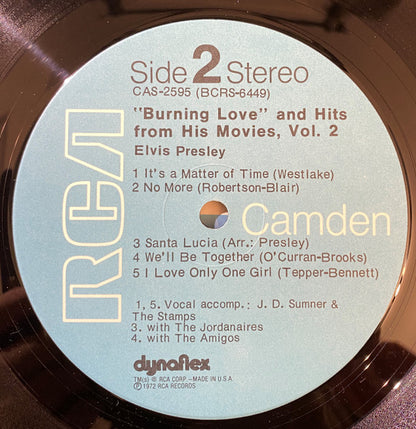 Side 2 Stereo
CAS-2595 (BCRS-6449)
"Burning Love" and Hits
from His Movies, Vol. 2
Elvis Presley
1 It's a Matter of Time (Westlake)
2 No More (Robertson-Blair)
RCA
Camden
3 Santa Lucia (Arr.: Presley)
4 We'll Be Together (O'Curran-Brooks)
5 I Love Only One Girl (Tepper-Bennett)
1, 5. Vocal accomp.: J. D. Sumner &
The Stamps
3. with The Jordanaires
4. with The Amigos
dynaflex
TM(s) ® RCA CORP.—MADE IN U.S.A.
℗ 1972 RCA RECORDS